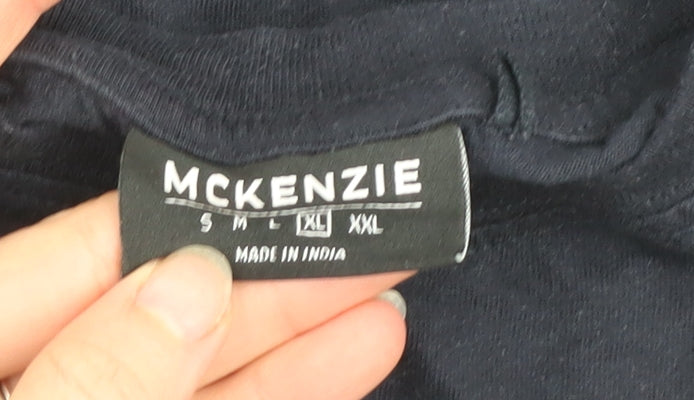 MCKENZIE
S M L XL XXL
MADE IN INDIA